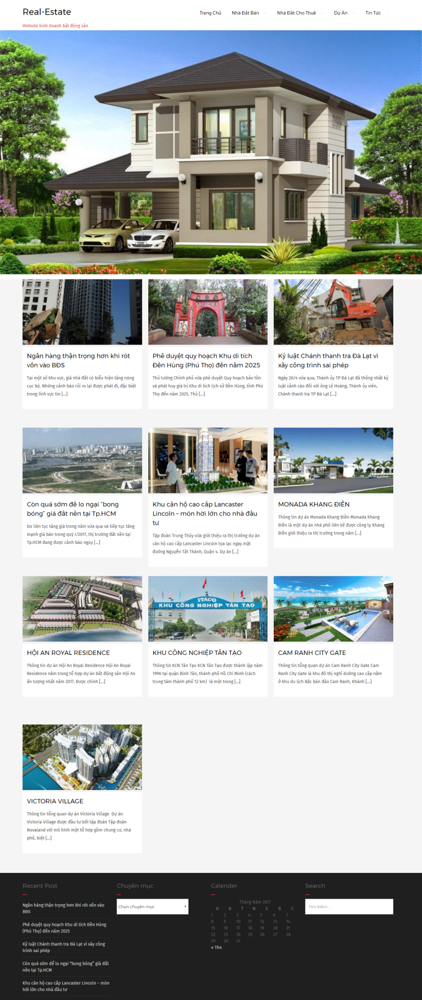 Real-Estate
Website kinh doanh bất động sản
Trang Chủ Nhà Đất Bán Nhà Đất Cho Thuê Dự Án Tin Tức
Ngân hàng thận trọng hơn khi rót
vốn vào BĐS
Tại một số khu vực, giá nhà đất có biểu hiện tăng nóng
cục bộ. Những cảnh báo rủi ro lại được phát đi, đặc biệt
trong lĩnh vực tín [...]
Phê duyệt quy hoạch Khu di tích
Đền Hùng (Phú Thọ) đến năm 2025
Thủ tướng Chính phủ vừa phê duyệt Quy hoạch bảo tồn
và phát huy giá trị Khu di tích lịch sử Đền Hùng, tỉnh Phú
Thọ đến năm 2025. Thủ [...]
Kỷ luật Chánh thanh tra Đà Lạt vì
xây công trình sai phép
Ngày 26/4 vừa qua, Thành ủy TP Đà Lạt đã thống nhất kỷ
luật cảnh cáo đối với ông Lê Hoàng, Thành ủy viên,
Chánh thanh tra TP Đà Lạt [...]
Còn quá sớm để lo ngại “bong
bóng” giá đất nền tại Tp.HCM
Do liên tục tăng giá trong năm vừa qua và tiếp tục tăng
mạnh giá bán trong quý I/2017, thị trường đất nền tại
Tp.HCM đang được cảnh báo nguy [...]
Khu căn hộ cao cấp Lancaster
Lincoln – món hời lớn cho nhà đầu
tư
Tập đoàn Trung Thủy vừa giới thiệu ra thị trường dự án
căn hộ cao cấp Lancaster Lincoln tọa lạc ngay mặt
đường Nguyễn Tất Thành, Quận 4. Dự án [...]
MONADA KHANG ĐIỀN
Thông tin dự án Monada Khang Điền Monada Khang
Điền là một dự án nhà phố liên kế được công ty Khang
Điền giới thiệu ra thị trường trong năm [...]
ITACO
KHU CÔNG NGHIỆP TÂN TẠO
HỘI AN ROYAL RESIDENCE
Thông tin dự án Hội An Royal Residence Hội An Royal
Residence nằm trong tổ hợp dự án bất động sản Hội An
ấn tượng nhất năm 2017. Được chính [...]
KHU CÔNG NGHIỆP TÂN TẠO
Thông tin KCN Tân Tạo KCN Tân Tạo được thành lập năm
1996 tại quận Bình Tân, thành phố Hồ Chí Minh (cách
trung tâm thành phố 12 km) là một trong [...]
CAM RANH CITY GATE
Thông tin tổng quan dự án Cam Ranh City Gate Cam
Ranh City Gate là khu đô thị nghỉ dưỡng cao cấp nằm
ở khu du lịch Bắc bán đảo Cam Ranh, Khánh [...]
VICTORIA VILLAGE
Thông tin tổng quan dự án Victoria Village Dự án
Victoria Village được đầu tư bởi tập đoàn Tập đoàn
Novaland với mô hình một tổ hợp gồm chung cư, nhà
phố, biệt [...]
Recent Post
Ngân hàng thận trọng hơn khi rót vốn vào
BĐS
Phê duyệt quy hoạch Khu di tích Đền Hùng
(Phú Thọ) đến năm 2025
Kỷ luật Chánh thanh tra Đà Lạt vì xây công
trình sai phép
Còn quá sớm để lo ngại “bong bóng” giá đất
nền tại Tp.HCM
Khu căn hộ cao cấp Lancaster Lincoln – món
hời lớn cho nhà đầu tư
Chuyên mục
Chọn chuyên mục
Calender
Tháng Năm 2017
H B T N S B C
1 2 3 4 5 6 7
8 9 10 11 12 13 14
15 16 17 18 19 20 21
22 23 24 25 26 27 28
29 30 31
« Th4
Search
Tìm kiếm …